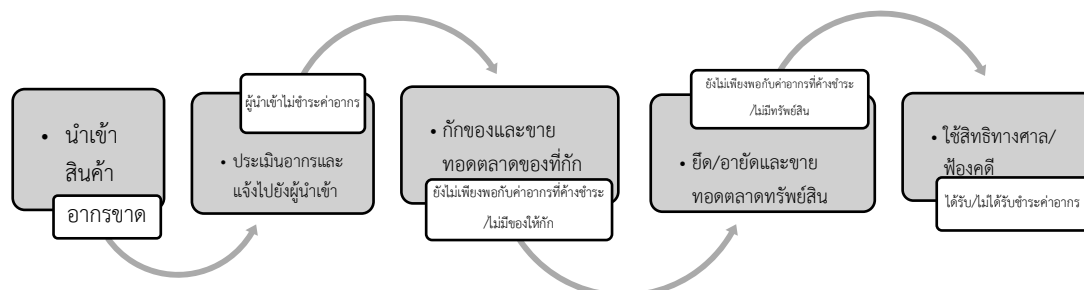 • นำเข้า
สินค้า
อากรขาด
ผู้นำเข้าไม่ชำระค่าอากร
• ประเมินอากรและ
แจ้งไปยังผู้นำเข้า
• กักของและขาย
ทอดตลาดของที่กัก
ยังไม่เพียงพอกับค่าอากรที่ค้างชำระ
/ไม่มีของให้กัก
ยังไม่เพียงพอกับค่าอากรที่ค้างชำระ
/ไม่มีทรัพย์สิน
• ยึด/อายัดและขาย
ทอดตลาดทรัพย์สิน
• ใช้สิทธิทางศาล/
ฟ้องคดี
ได้รับ/ไม่ได้รับชำระค่าอากร